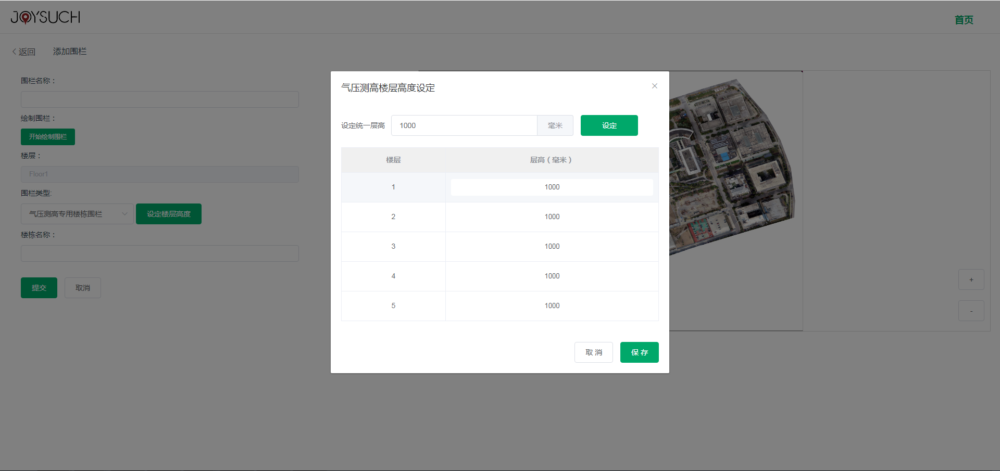 JOYSUCH
首页
返回 添加围栏
围栏名称：
绘制围栏：
开始绘制围栏
楼层：
Floor1
围栏类型:
气压测高专用楼栋围栏 设定楼层高度
楼栋名称：
提交 取消
气压测高楼层高度设定
设定统一层高 1000 毫米 设定
楼层 层高（毫米）
1 1000
2 1000
3 1000
4 1000
5 1000
取 消 保 存
+
-